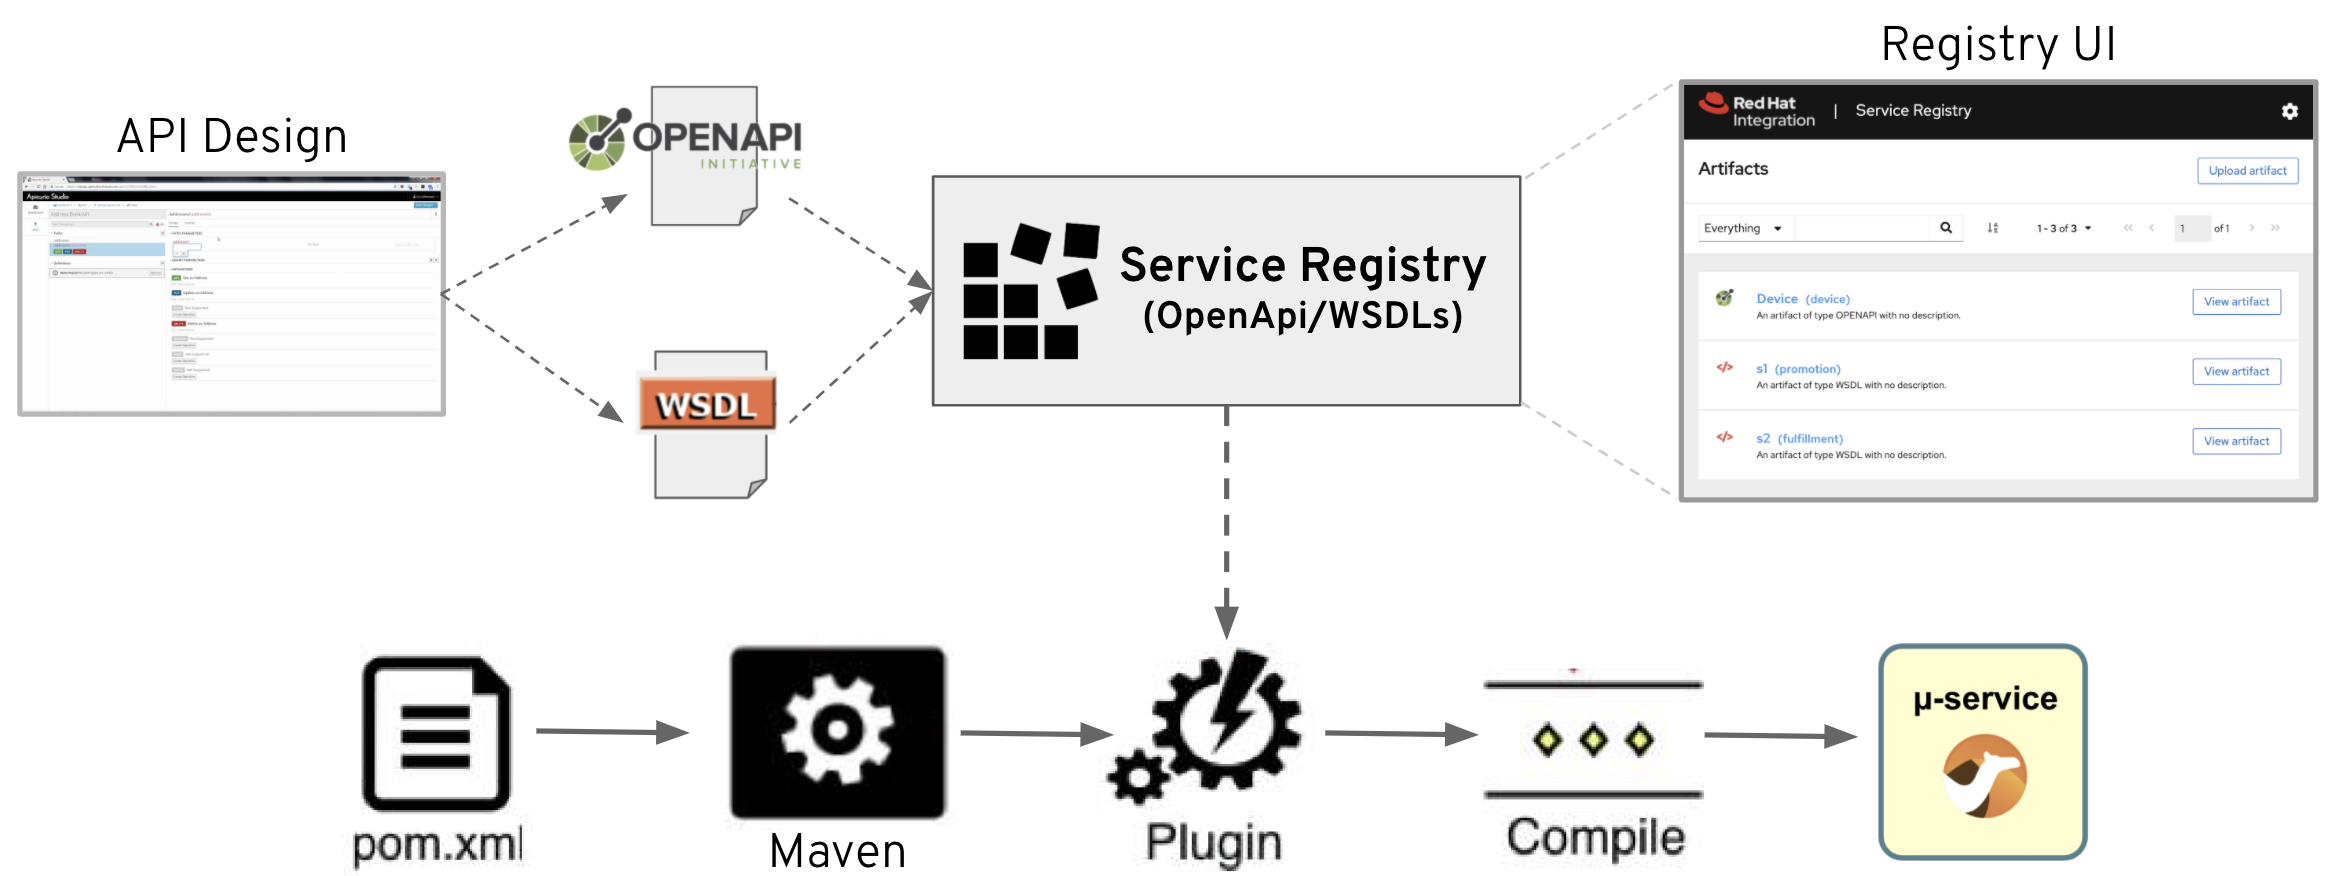 Registry UI
API Design
OPENAPI
INITIATIVE
WSDL
Apicurio Studio
Service Registry
(OpenApi/WSDLs)
Red Hat
Integration
| Service Registry
Artifacts
Upload artifact
Everything
1 - 3 of 3
1 of 1
Device (device)
An artifact of type OPENAPI with no description.
View artifact
s1 (promotion)
An artifact of type WSDL with no description.
View artifact
s2 (fulfillment)
An artifact of type WSDL with no description.
View artifact
pom.xml
Maven
Plugin
Compile
µ-service